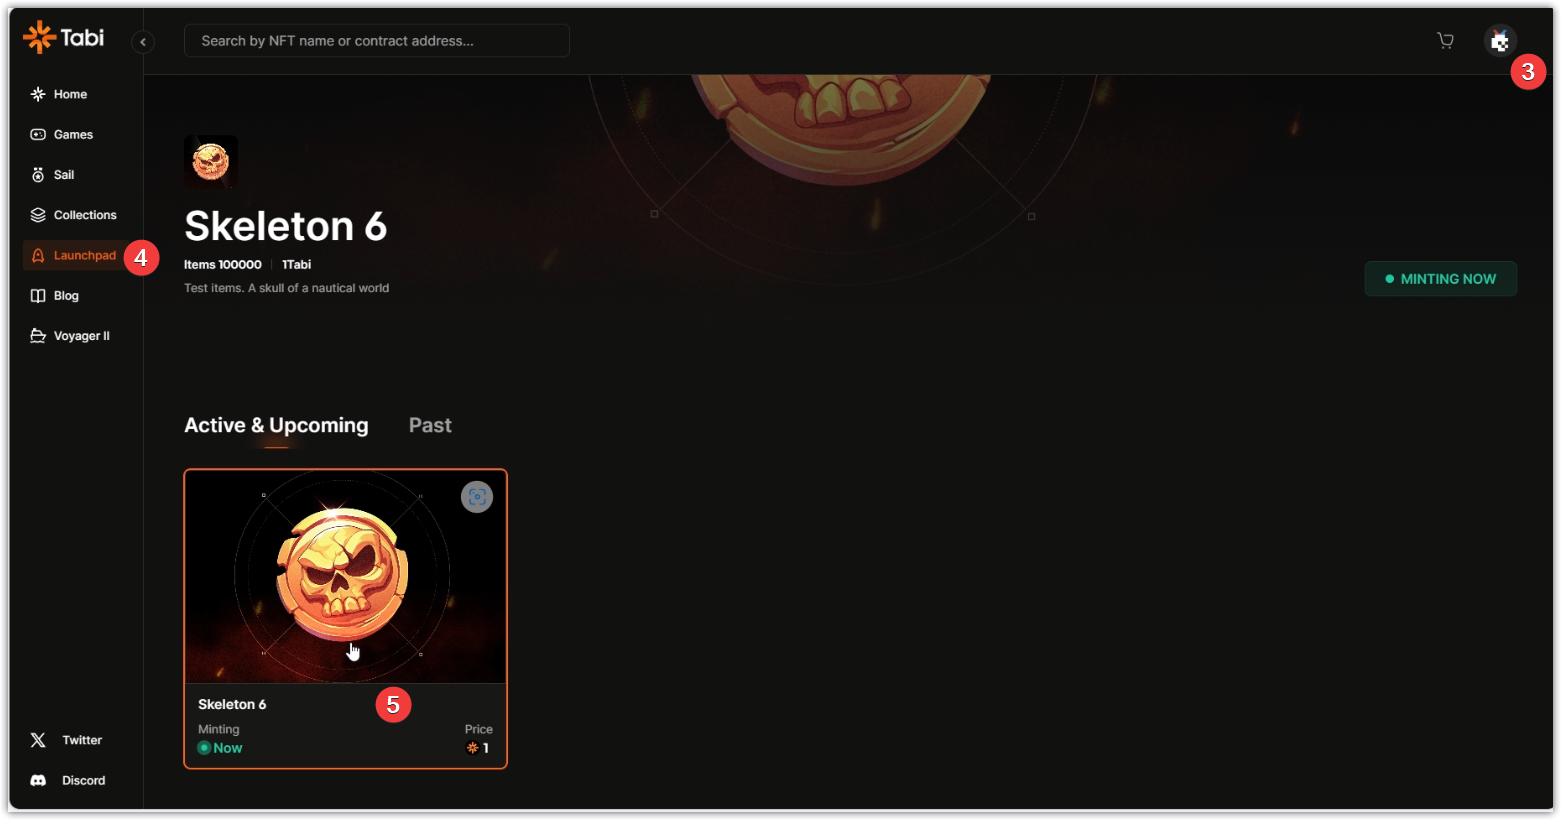 Tabi
Search by NFT name or contract address...
3
Home
Games
Sail
Collections
Launchpad
4
Blog
Voyager II
Skeleton 6
Items 100000
1Tabi
Test items. A skull of a nautical world
MINTING NOW
Active & Upcoming
Past
Skeleton 6
5
Minting
Price
Now
1
Twitter
Discord